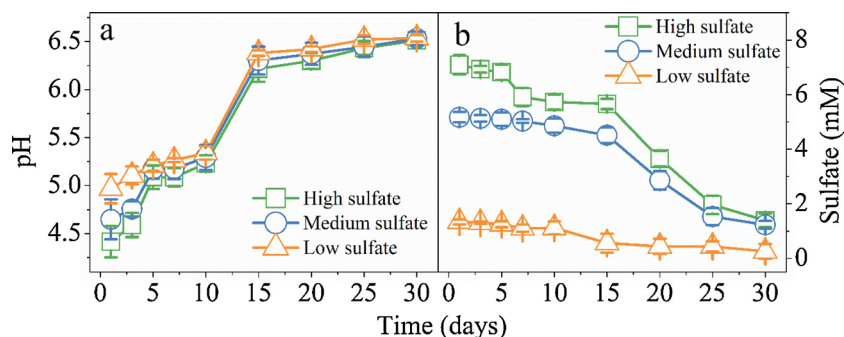 a
pH
6.5
6.0
5.5
5.0
4.5
High sulfate
Medium sulfate
Low sulfate
0 5 10 15 20 25 30
b
High sulfate
Medium sulfate
Low sulfate
8
6
4
2
0
Sulfate (mM)
0 5 10 15 20 25 30
Time (days)